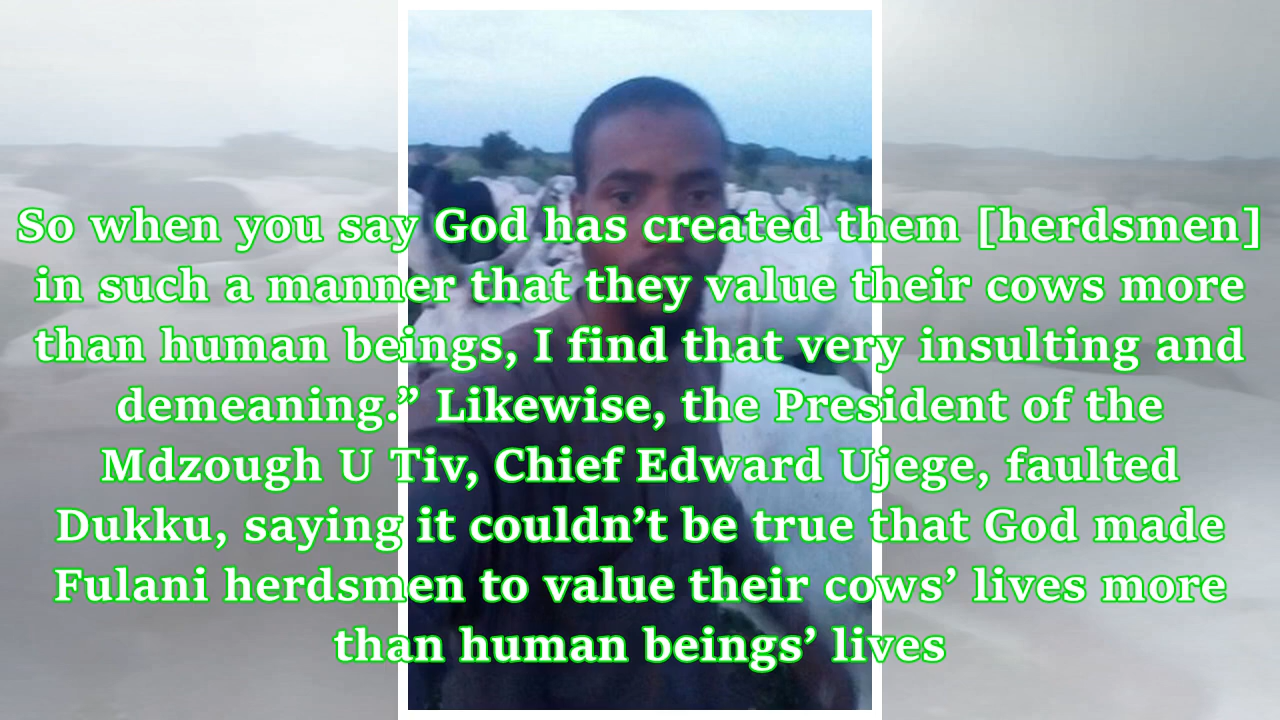 So when you say God has created them [herdsmen]
in such a manner that they value their cows more
than human beings, I find that very insulting and
demeaning.” Likewise, the President of the
Mdzough U Tiv, Chief Edward Ujege, faulted
Dukku, saying it couldn’t be true that God made
Fulani herdsmen to value their cows’ lives more
than human beings’ lives